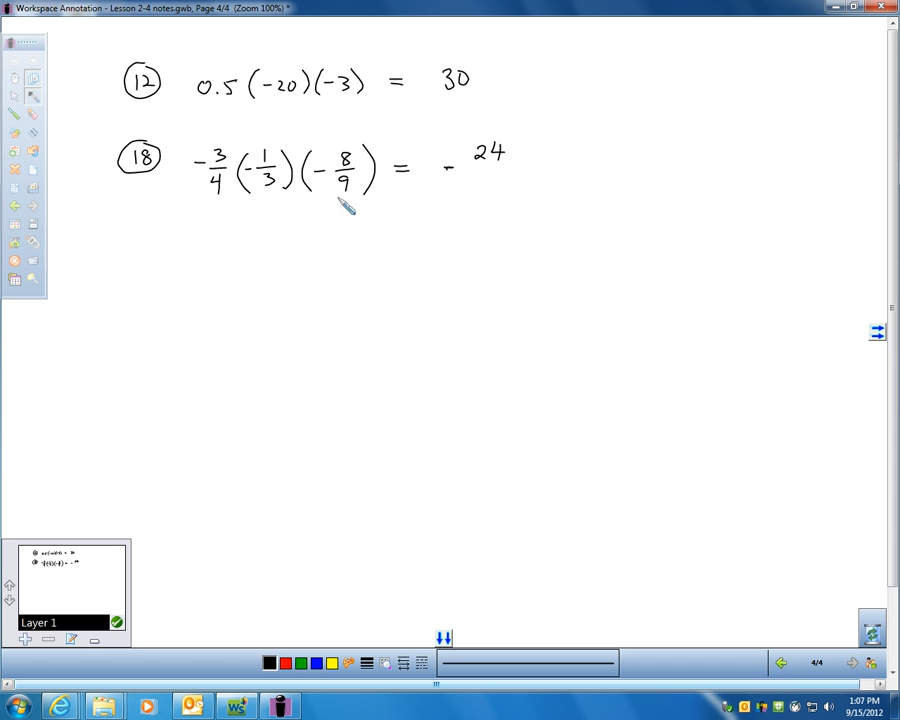 Workspace Annotation - Lesson 2-4 notes.gwb, Page 4/4 (Zoom 100%) *
12 0.5 (-20)(-3) = 30
18 -3/4 (-1/3)(-8/9) = - 24
Layer 1
4/4
1:07 PM
9/15/2012